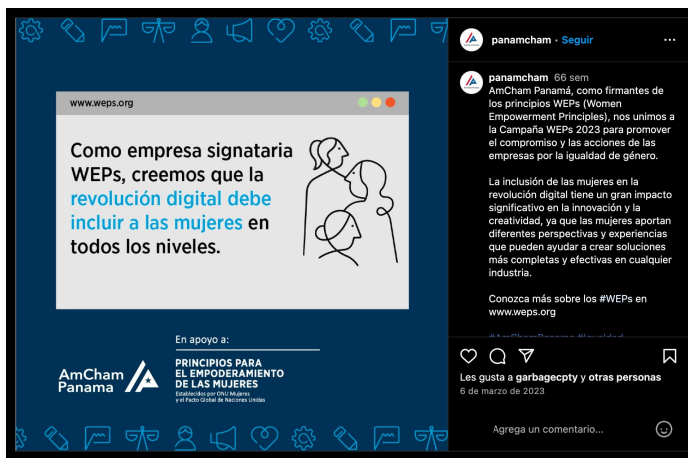 www.weps.org
Como empresa signataria
WEPs, creemos que la
revolución digital debe
incluir a las mujeres en
todos los niveles.
En apoyo a:
AmCham
Panama
PRINCIPIOS PARA
EL EMPODERAMIENTO
DE LAS MUJERES
Establecidos por ONU Mujeres
y el Pacto Global de Naciones Unidas
panamcham · Seguir
panamcham 66 sem
AmCham Panamá, como firmantes de
los principios WEPs (Women
Empowerment Principles), nos unimos a
la Campaña WEPs 2023 para promover
el compromiso y las acciones de las
empresas por la igualdad de género.
La inclusión de las mujeres en la
revolución digital tiene un gran impacto
significativo en la innovación y la
creatividad, ya que las mujeres aportan
diferentes perspectivas y experiencias
que pueden ayudar a crear soluciones
más completas y efectivas en cualquier
industria.
Conozca más sobre los #WEPs en
www.weps.org
#AmChamPanama #Igualdad
Les gusta a garbagecpty y otras personas
6 de marzo de 2023
Agrega un comentario...